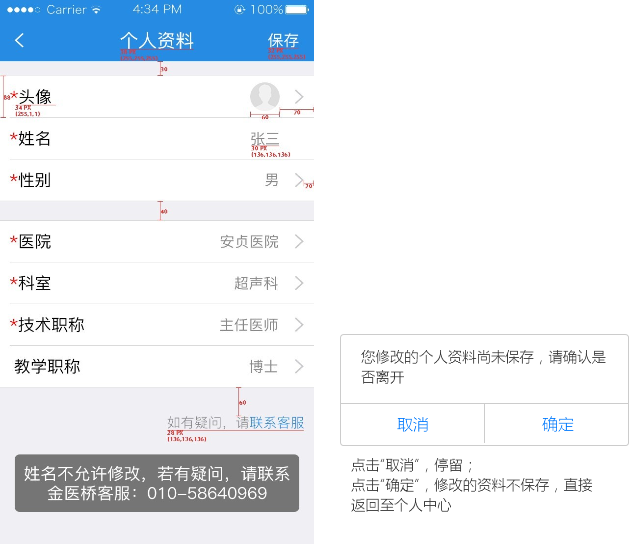 Carrier 4:34 PM 100%
个人资料 保存
30
88
*头像
34 PX
(255,1,1)
60
70
*姓名 张三
30 PX
(136,136,136)
*性别 男
20
40
*医院 安贞医院
*科室 超声科
*技术职称 主任医师
教学职称 博士
60
如有疑问，请联系客服
28 PX
(136,136,136)
姓名不允许修改，若有疑问，请联系
金医桥客服：010-58640969
您修改的个人资料尚未保存，请确认是
否离开
取消 确定
点击“取消”，停留；
点击“确定”，修改的资料不保存，直接
返回至个人中心